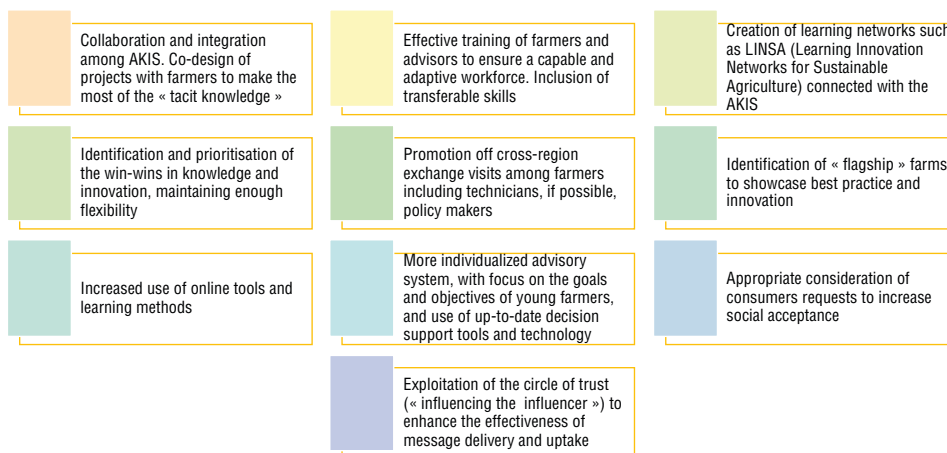 Collaboration and integration
among AKIS. Co-design of
projects with farmers to make the
most of the « tacit knowledge »
Effective training of farmers and
advisors to ensure a capable and
adaptive workforce. Inclusion of
transferable skills
Creation of learning networks such
as LINSA (Learning Innovation
Networks for Sustainable
Agriculture) connected with the
AKIS
Identification and prioritisation of
the win-wins in knowledge and
innovation, maintaining enough
flexibility
Promotion off cross-region
exchange visits among farmers
including technicians, if possible,
policy makers
Identification of « flagship » farms
to showcase best practice and
innovation
Increased use of online tools and
learning methods
More individualized advisory
system, with focus on the goals
and objectives of young farmers,
and use of up-to-date decision
support tools and technology
Appropriate consideration of
consumers requests to increase
social acceptance
Exploitation of the circle of trust
(« influencing the influencer ») to
enhance the effectiveness of
message delivery and uptake